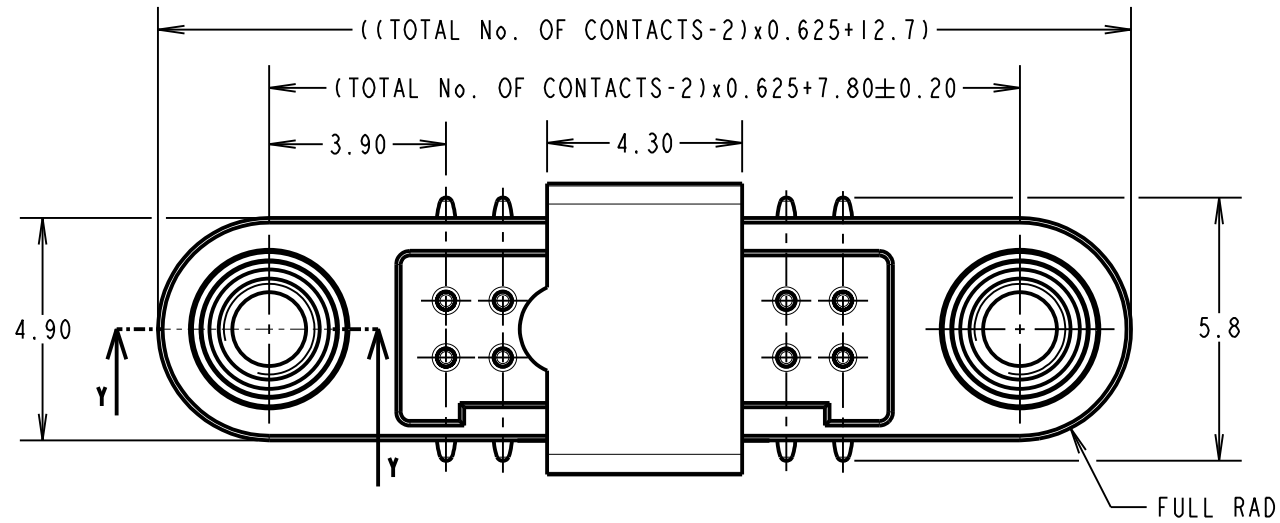 ((TOTAL No. OF CONTACTS-2)x0.625+12.7)
(TOTAL No. OF CONTACTS-2)x0.625+7.80±0.20
3.90
4.30
4.90
5.8
Y
Y
FULL RAD